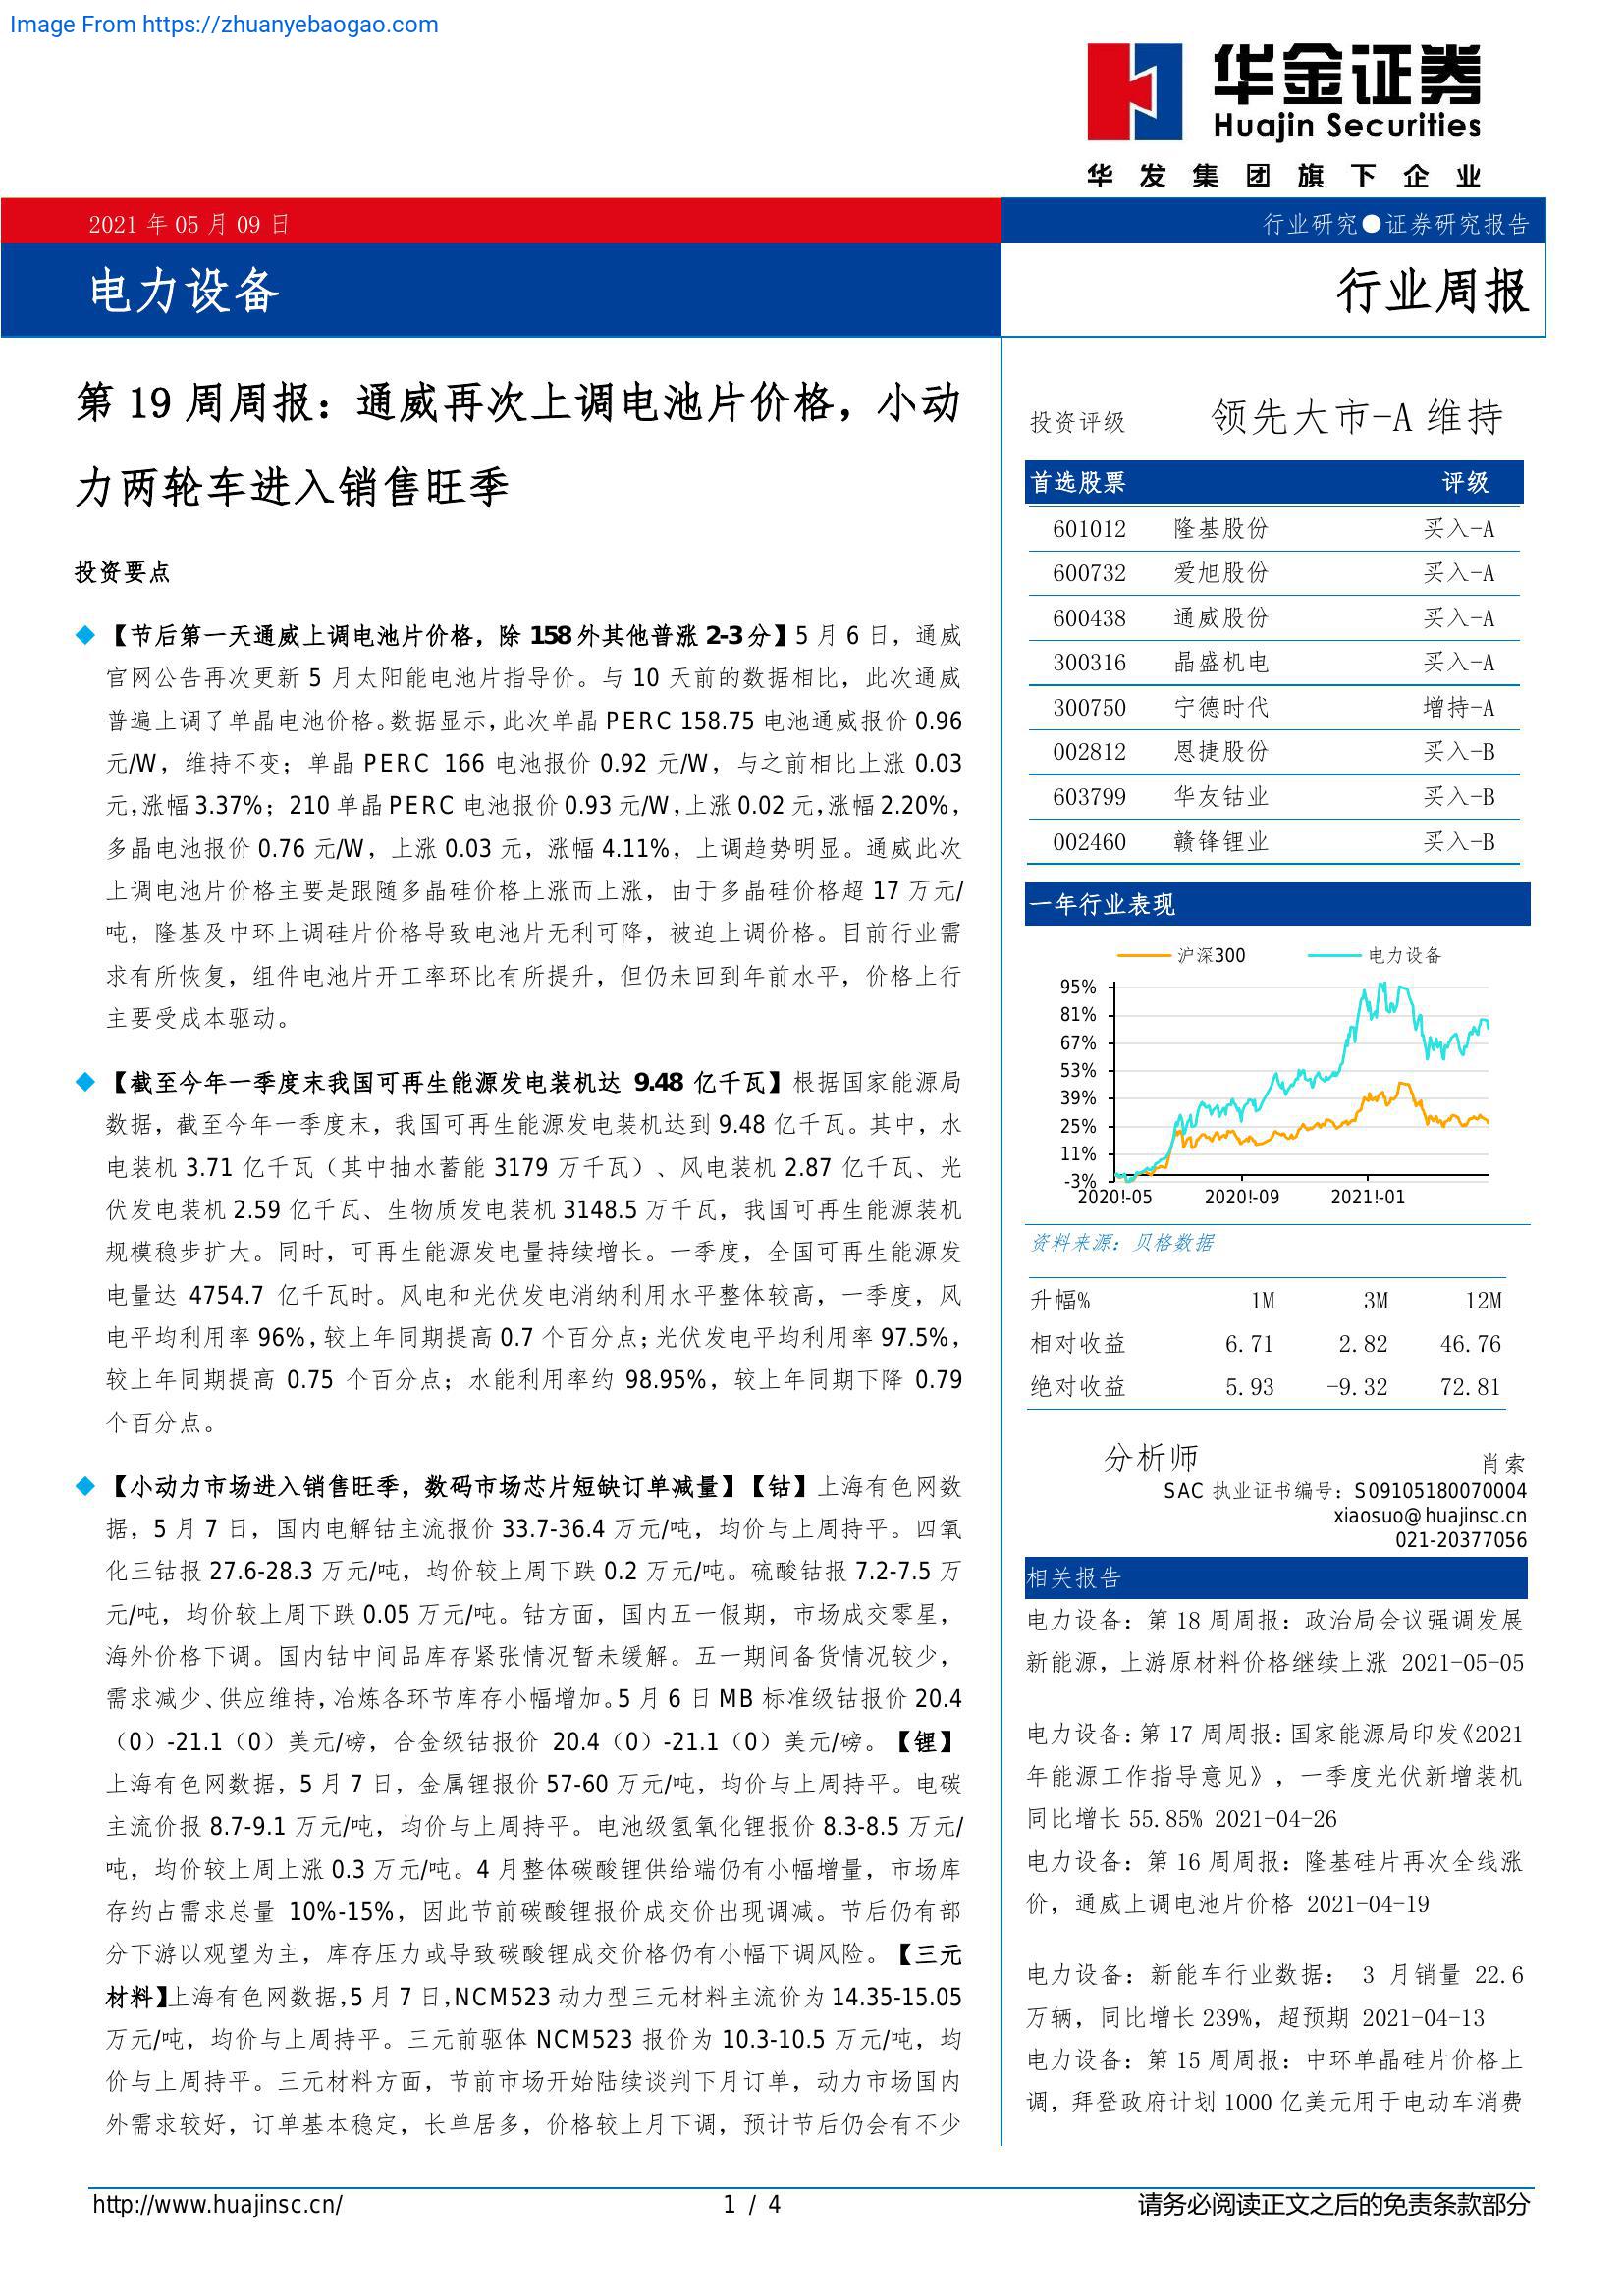 Image From https://zhuanyebaogao.com
华金证券
Huajin Securities
华发集团旗下企业
2021 年 05 月 09 日
行业研究●证券研究报告
电力设备
行业周报
第 19 周周报：通威再次上调电池片价格，小动
力两轮车进入销售旺季
投资要点
【节后第一天通威上调电池片价格，除 158 外其他普涨 2-3 分】5 月 6 日，通威
官网公告再次更新 5 月太阳能电池片指导价。与 10 天前的数据相比，此次通威
普遍上调了单晶电池价格。数据显示，此次单晶 PERC 158.75 电池通威报价 0.96
元/W，维持不变；单晶 PERC 166 电池报价 0.92 元/W，与之前相比上涨 0.03
元，涨幅 3.37%；210 单晶 PERC 电池报价 0.93 元/W，上涨 0.02 元，涨幅 2.20%，
多晶电池报价 0.76 元/W，上涨 0.03 元，涨幅 4.11%，上调趋势明显。通威此次
上调电池片价格主要是跟随多晶硅价格上涨而上涨，由于多晶硅价格超 17 万元/
吨，隆基及中环上调硅片价格导致电池片无利可降，被迫上调价格。目前行业需
求有所恢复，组件电池片开工率环比有所提升，但仍未回到年前水平，价格上行
主要受成本驱动。
【截至今年一季度末我国可再生能源发电装机达 9.48 亿千瓦】根据国家能源局
数据，截至今年一季度末，我国可再生能源发电装机达到 9.48 亿千瓦。其中，水
电装机 3.71 亿千瓦（其中抽水蓄能 3179 万千瓦）、风电装机 2.87 亿千瓦、光
伏发电装机 2.59 亿千瓦、生物质发电装机 3148.5 万千瓦，我国可再生能源装机
规模稳步扩大。同时，可再生能源发电量持续增长。一季度，全国可再生能源发
电量达 4754.7 亿千瓦时。风电和光伏发电消纳利用水平整体较高，一季度，风
电平均利用率 96%，较上年同期提高 0.7 个百分点；光伏发电平均利用率 97.5%，
较上年同期提高 0.75 个百分点；水能利用率约 98.95%，较上年同期下降 0.79
个百分点。
【小动力市场进入销售旺季，数码市场芯片短缺订单减量】【钴】上海有色网数
据，5 月 7 日，国内电解钴主流报价 33.7-36.4 万元/吨，均价与上周持平。四氧
化三钴报 27.6-28.3 万元/吨，均价较上周下跌 0.2 万元/吨。硫酸钴报 7.2-7.5 万
元/吨，均价较上周下跌 0.05 万元/吨。钴方面，国内五一假期，市场成交零星，
海外价格下调。国内钴中间品库存紧张情况暂未缓解。五一期间备货情况较少，
需求减少、供应维持，冶炼各环节库存小幅增加。5 月 6 日 MB 标准级钴报价 20.4
（0）-21.1（0）美元/磅，合金级钴报价 20.4（0）-21.1（0）美元/磅。【锂】
上海有色网数据，5 月 7 日，金属锂报价 57-60 万元/吨，均价与上周持平。电碳
主流价报 8.7-9.1 万元/吨，均价与上周持平。电池级氢氧化锂报价 8.3-8.5 万元/
吨，均价较上周上涨 0.3 万元/吨。4 月整体碳酸锂供给端仍有小幅增量，市场库
存约占需求总量 10%-15%，因此节前碳酸锂报价成交价出现调减。节后仍有部
分下游以观望为主，库存压力或导致碳酸锂成交价格仍有小幅下调风险。【三元
材料】上海有色网数据，5 月 7 日，NCM523 动力型三元材料主流价为 14.35-15.05
万元/吨，均价与上周持平。三元前驱体 NCM523 报价为 10.3-10.5 万元/吨，均
价与上周持平。三元材料方面，节前市场开始陆续谈判下月订单，动力市场国内
外需求较好，订单基本稳定，长单居多，价格较上月下调，预计节后仍会有不少
投资评级 领先大市-A 维持
首选股票 评级
601012 隆基股份 买入-A
600732 爱旭股份 买入-A
600438 通威股份 买入-A
300316 晶盛机电 买入-A
300750 宁德时代 增持-A
002812 恩捷股份 买入-B
603799 华友钴业 买入-B
002460 赣锋锂业 买入-B
一年行业表现
沪深300 电力设备
95%
81%
67%
53%
39%
25%
11%
-3%
2020!-05 2020!-09 2021!-01
资料来源：贝格数据
升幅% 1M 3M 12M
相对收益 6.71 2.82 46.76
绝对收益 5.93 -9.32 72.81
分析师 肖索
SAC 执业证书编号：S09105180070004
xiaosuo@huajinsc.cn
021-20377056
相关报告
电力设备：第 18 周周报：政治局会议强调发展
新能源，上游原材料价格继续上涨 2021-05-05
电力设备：第 17 周周报：国家能源局印发《2021
年能源工作指导意见》，一季度光伏新增装机
同比增长 55.85% 2021-04-26
电力设备：第 16 周周报：隆基硅片再次全线涨
价，通威上调电池片价格 2021-04-19
电力设备：新能车行业数据： 3 月销量 22.6
万辆，同比增长 239%，超预期 2021-04-13
电力设备：第 15 周周报：中环单晶硅片价格上
调，拜登政府计划 1000 亿美元用于电动车消费
http://www.huajinsc.cn/ 1 / 4 请务必阅读正文之后的免责条款部分